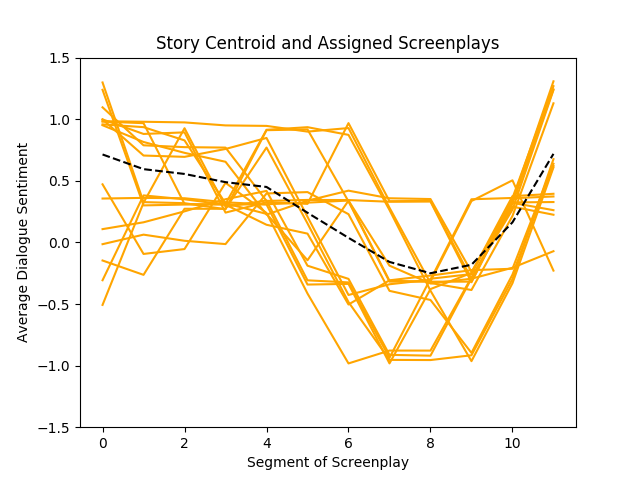 Story Centroid and Assigned Screenplays
1.5
1.0
0.5
0.0
−0.5
−1.0
−1.5
Average Dialogue Sentiment
0 2 4 6 8 10
Segment of Screenplay